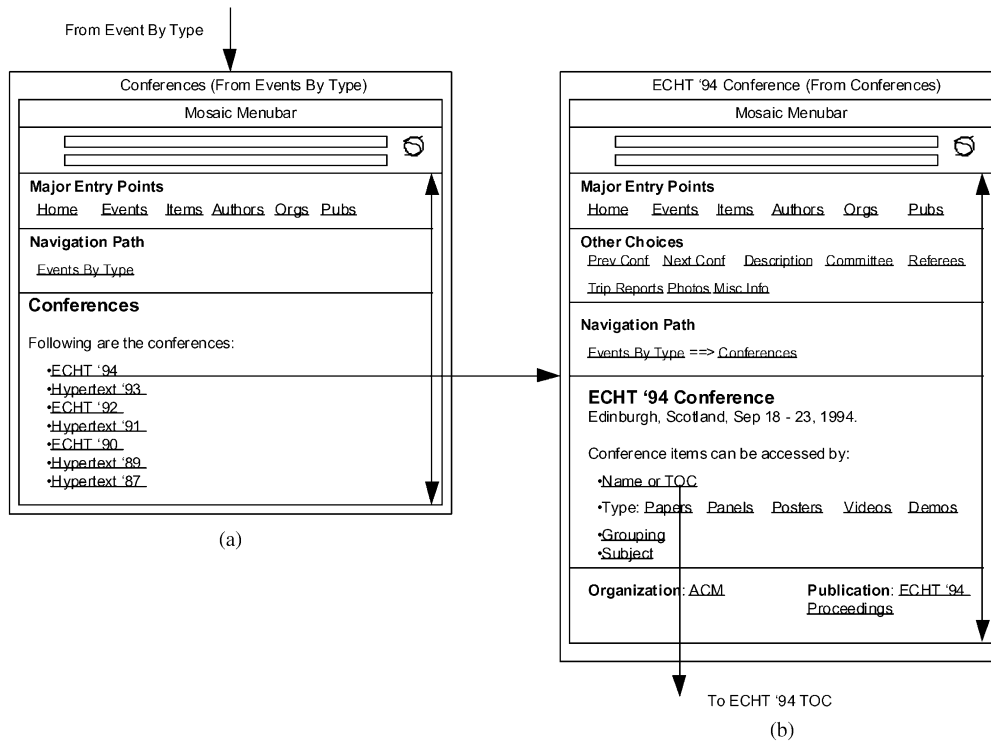 From Event By Type
Conferences (From Events By Type)
Mosaic Menubar
Major Entry Points
Home Events Items Authors Orgs Pubs
Navigation Path
Events By Type
Conferences
Following are the conferences:
•ECHT ‘94
•Hypertext ‘93
•ECHT ‘92
•Hypertext ‘91
•ECHT ‘90
•Hypertext ‘89
•Hypertext ‘87
(a)
ECHT ‘94 Conference (From Conferences)
Mosaic Menubar
Major Entry Points
Home Events Items Authors Orgs Pubs
Other Choices
Prev Conf Next Conf Description Committee Referees
Trip Reports Photos Misc Info
Navigation Path
Events By Type ==> Conferences
ECHT ‘94 Conference
Edinburgh, Scotland, Sep 18 - 23, 1994.
Conference items can be accessed by:
•Name or TOC
•Type: Papers Panels Posters Videos Demos
•Grouping
•Subject
Organization: ACM Publication: ECHT ‘94
Proceedings
To ECHT ‘94 TOC
(b)